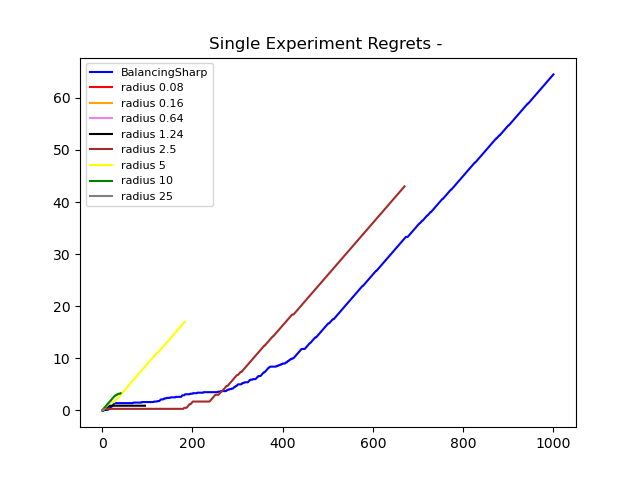 Single Experiment Regrets -
BalancingSharp
radius 0.08
radius 0.16
radius 0.64
radius 1.24
radius 2.5
radius 5
radius 10
radius 25
60
50
40
30
20
10
0
0 200 400 600 800 1000